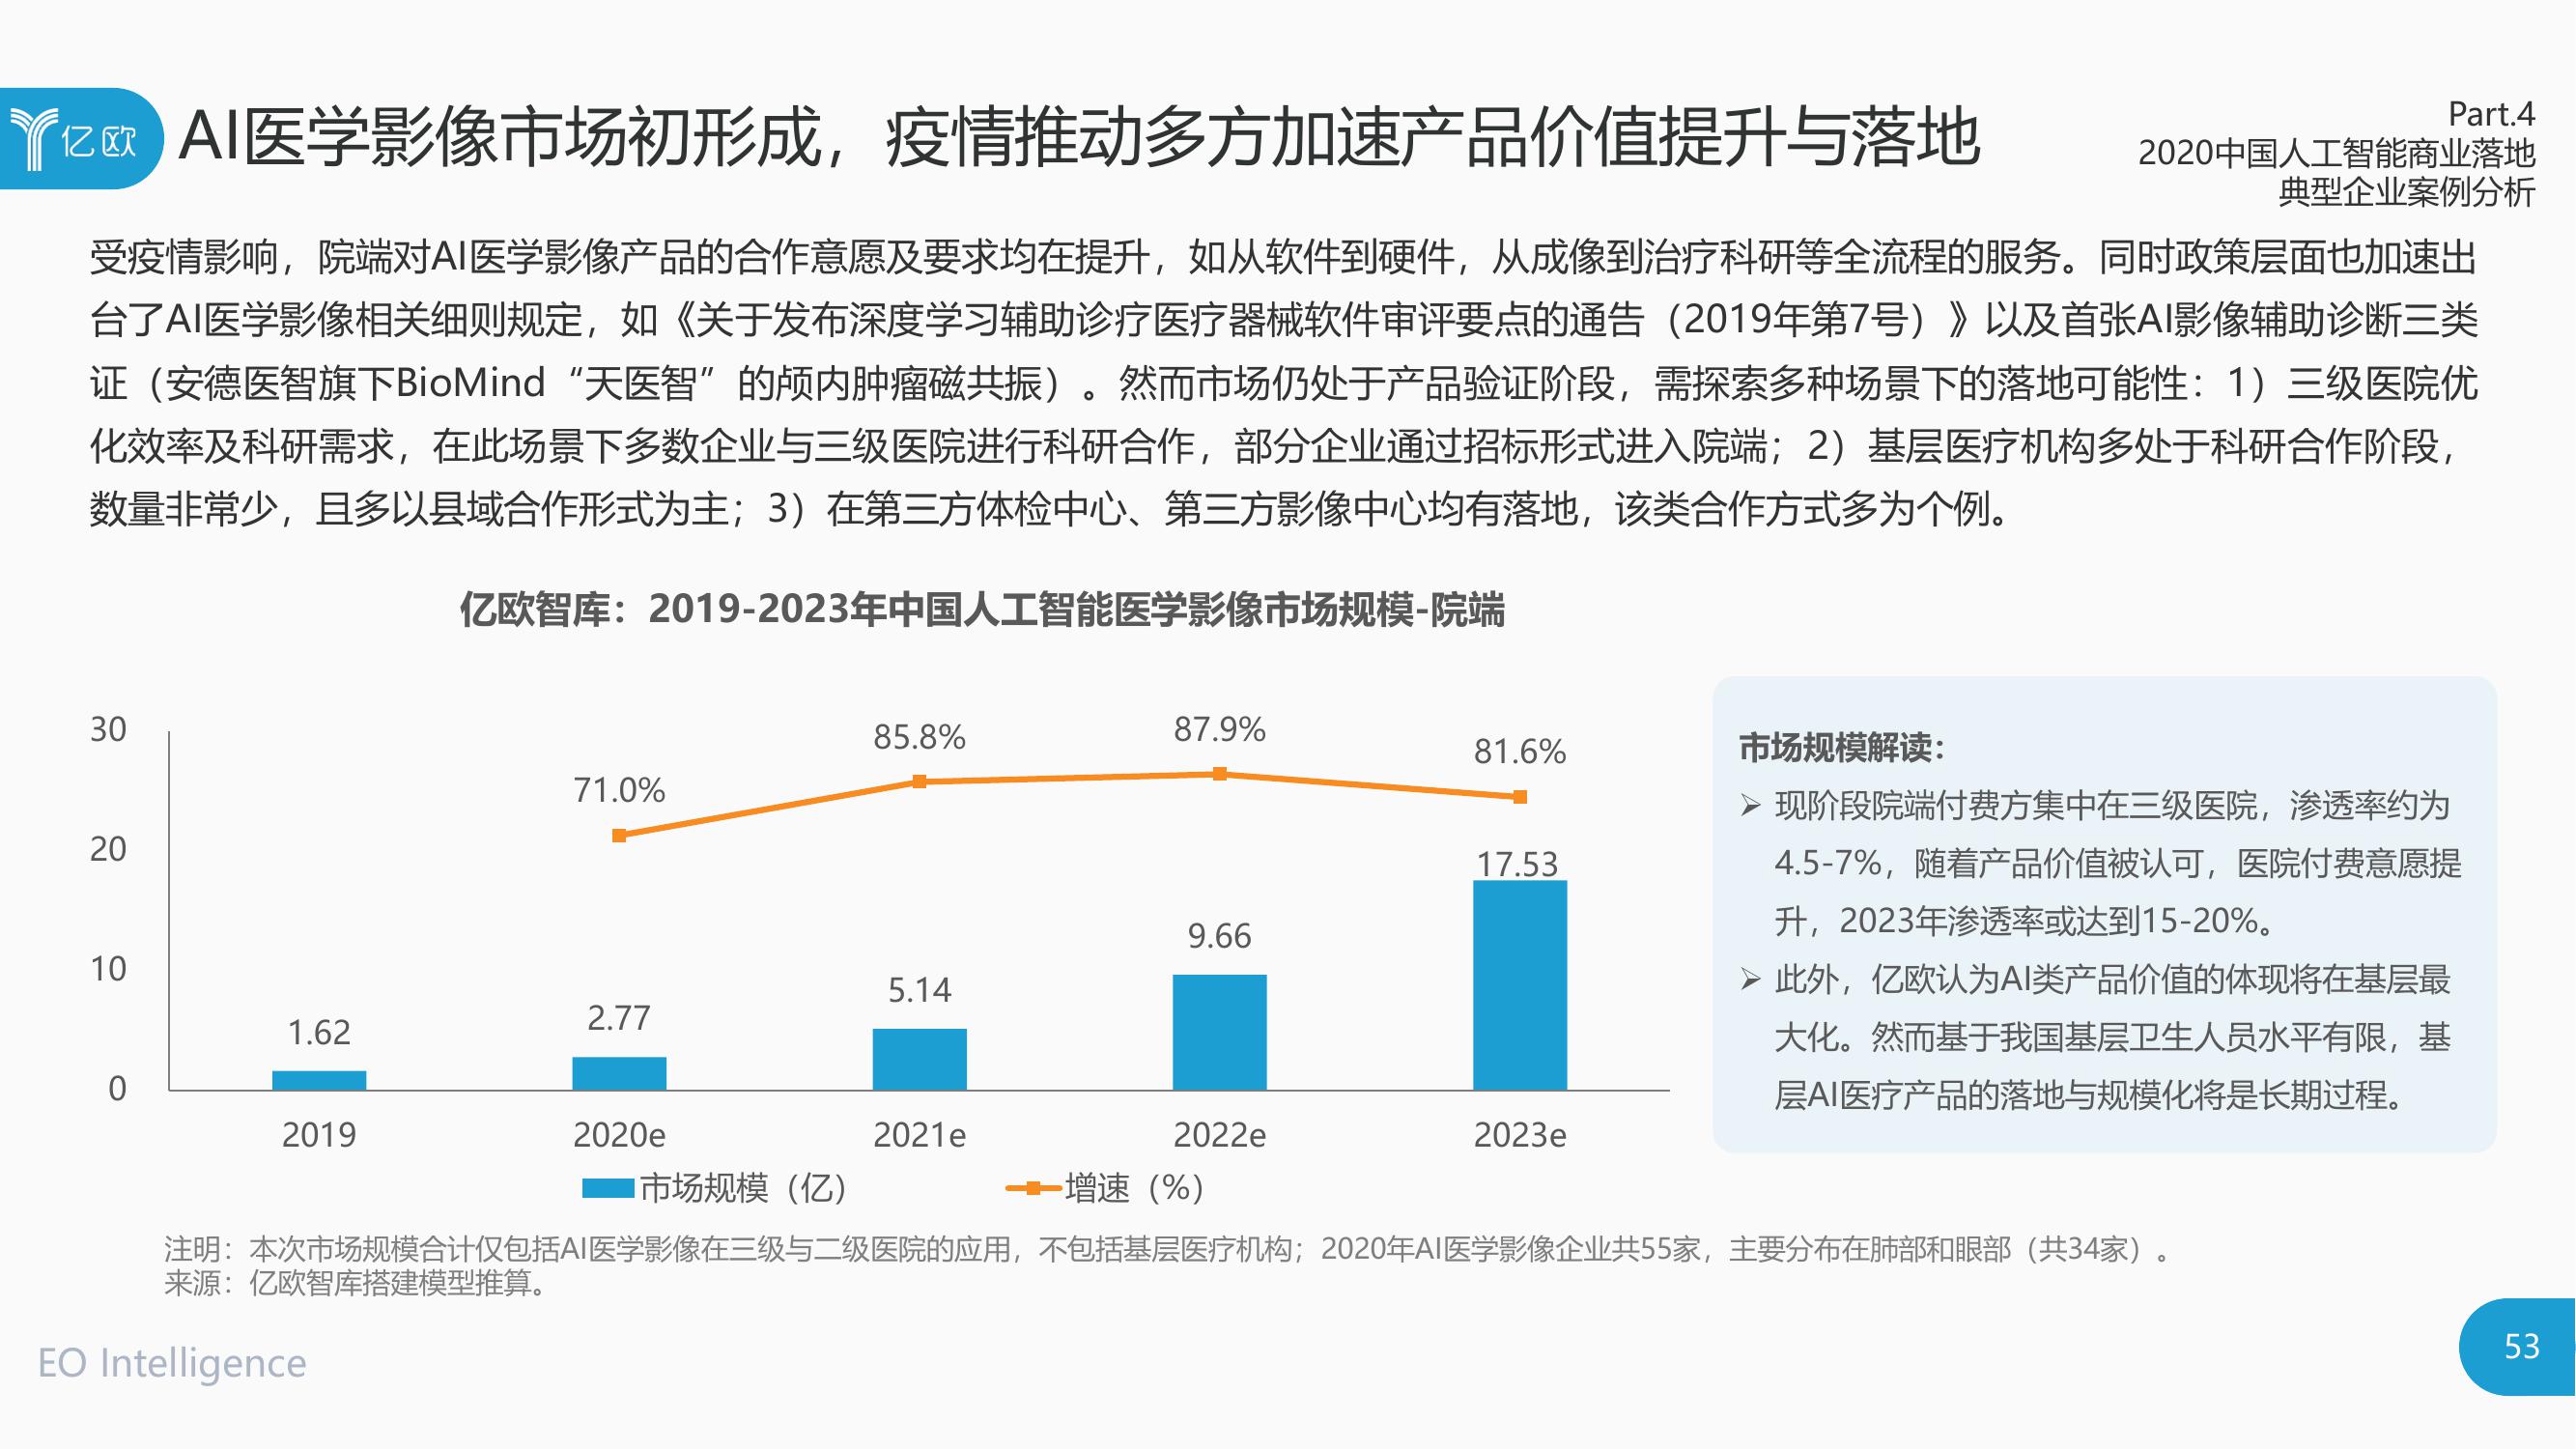 亿欧
AI医学影像市场初形成，疫情推动多方加速产品价值提升与落地
Part.4
2020中国人工智能商业落地
典型企业案例分析
受疫情影响，院端对AI医学影像产品的合作意愿及要求均在提升，如从软件到硬件，从成像到治疗科研等全流程的服务。同时政策层面也加速出
台了AI医学影像相关细则规定，如《关于发布深度学习辅助诊疗医疗器械软件审评要点的通告（2019年第7号）》以及首张AI影像辅助诊断三类
证（安德医智旗下BioMind“天医智”的颅内肿瘤磁共振）。然而市场仍处于产品验证阶段，需探索多种场景下的落地可能性：1）三级医院优
化效率及科研需求，在此场景下多数企业与三级医院进行科研合作，部分企业通过招标形式进入院端；2）基层医疗机构多处于科研合作阶段，
数量非常少，且多以县域合作形式为主；3）在第三方体检中心、第三方影像中心均有落地，该类合作方式多为个例。
亿欧智库：2019-2023年中国人工智能医学影像市场规模-院端
30
20
10
0
71.0%
85.8%
87.9%
81.6%
1.62
2.77
5.14
9.66
17.53
2019
2020e
2021e
2022e
2023e
市场规模（亿）
增速（%）
市场规模解读：
➢ 现阶段院端付费方集中在三级医院，渗透率约为
4.5-7%，随着产品价值被认可，医院付费意愿提
升，2023年渗透率或达到15-20%。
➢ 此外，亿欧认为AI类产品价值的体现将在基层最
大化。然而基于我国基层卫生人员水平有限，基
层AI医疗产品的落地与规模化将是长期过程。
注明：本次市场规模合计仅包括AI医学影像在三级与二级医院的应用，不包括基层医疗机构；2020年AI医学影像企业共55家，主要分布在肺部和眼部（共34家）。
来源：亿欧智库搭建模型推算。
EO Intelligence
53